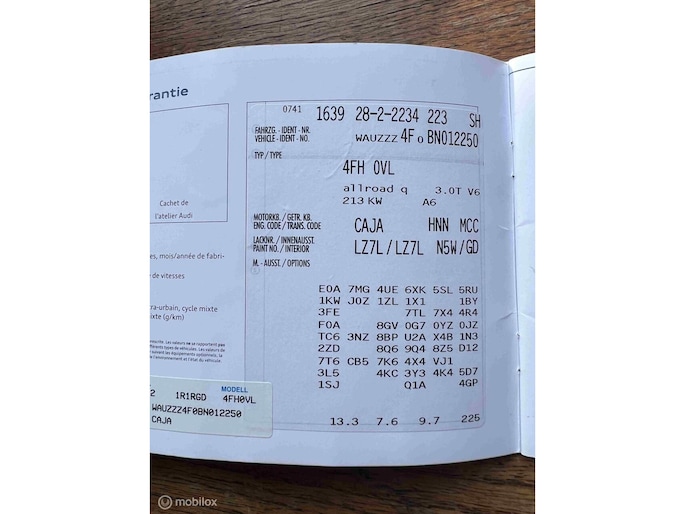 rantie
Cachet de
l'atelier Audi
es, mois/année de fabri-
e de vitesses
ra-urbain, cycle mixte
ixte (g/km)
0741 1639 28-2-2234 223 SH
FAHRZG. - IDENT - NR.
VEHICLE - IDENT - NO. WAUZZZ 4F0 BN012250
TYP / TYPE
4FH 0VL
allroad q 3.0T V6
213 KW A6
MOTORKB. / GETR. KB.
ENG. CODE / TRANS. CODE CAJA HNN MCC
LACKNR. / INNENAUSST.
PAINT NO. / INTERIOR LZ7L / LZ7L N5W / GD
M. - AUSST. / OPTIONS
E0A 7MG 4UE 6XK 5SL 5RU
1KW J0Z 1ZL 1X1 1BY
3FE 7TL 7X4 4R4
F0A 8GV 0G7 0YZ 0JZ
TC6 3NZ 8BP U2A X4B 1N3
2ZD 8Q6 9Q4 8Z5 D12
7T6 CB5 7K6 4X4 VJ1
3L5 4KC 3Y3 4K4 5D7
1SJ Q1A 4GP
13.3 7.6 9.7 225
MODELL
2 1R1RGD 4FH0VL
WAUZZZ4F0BN012250
CAJA
mobilox